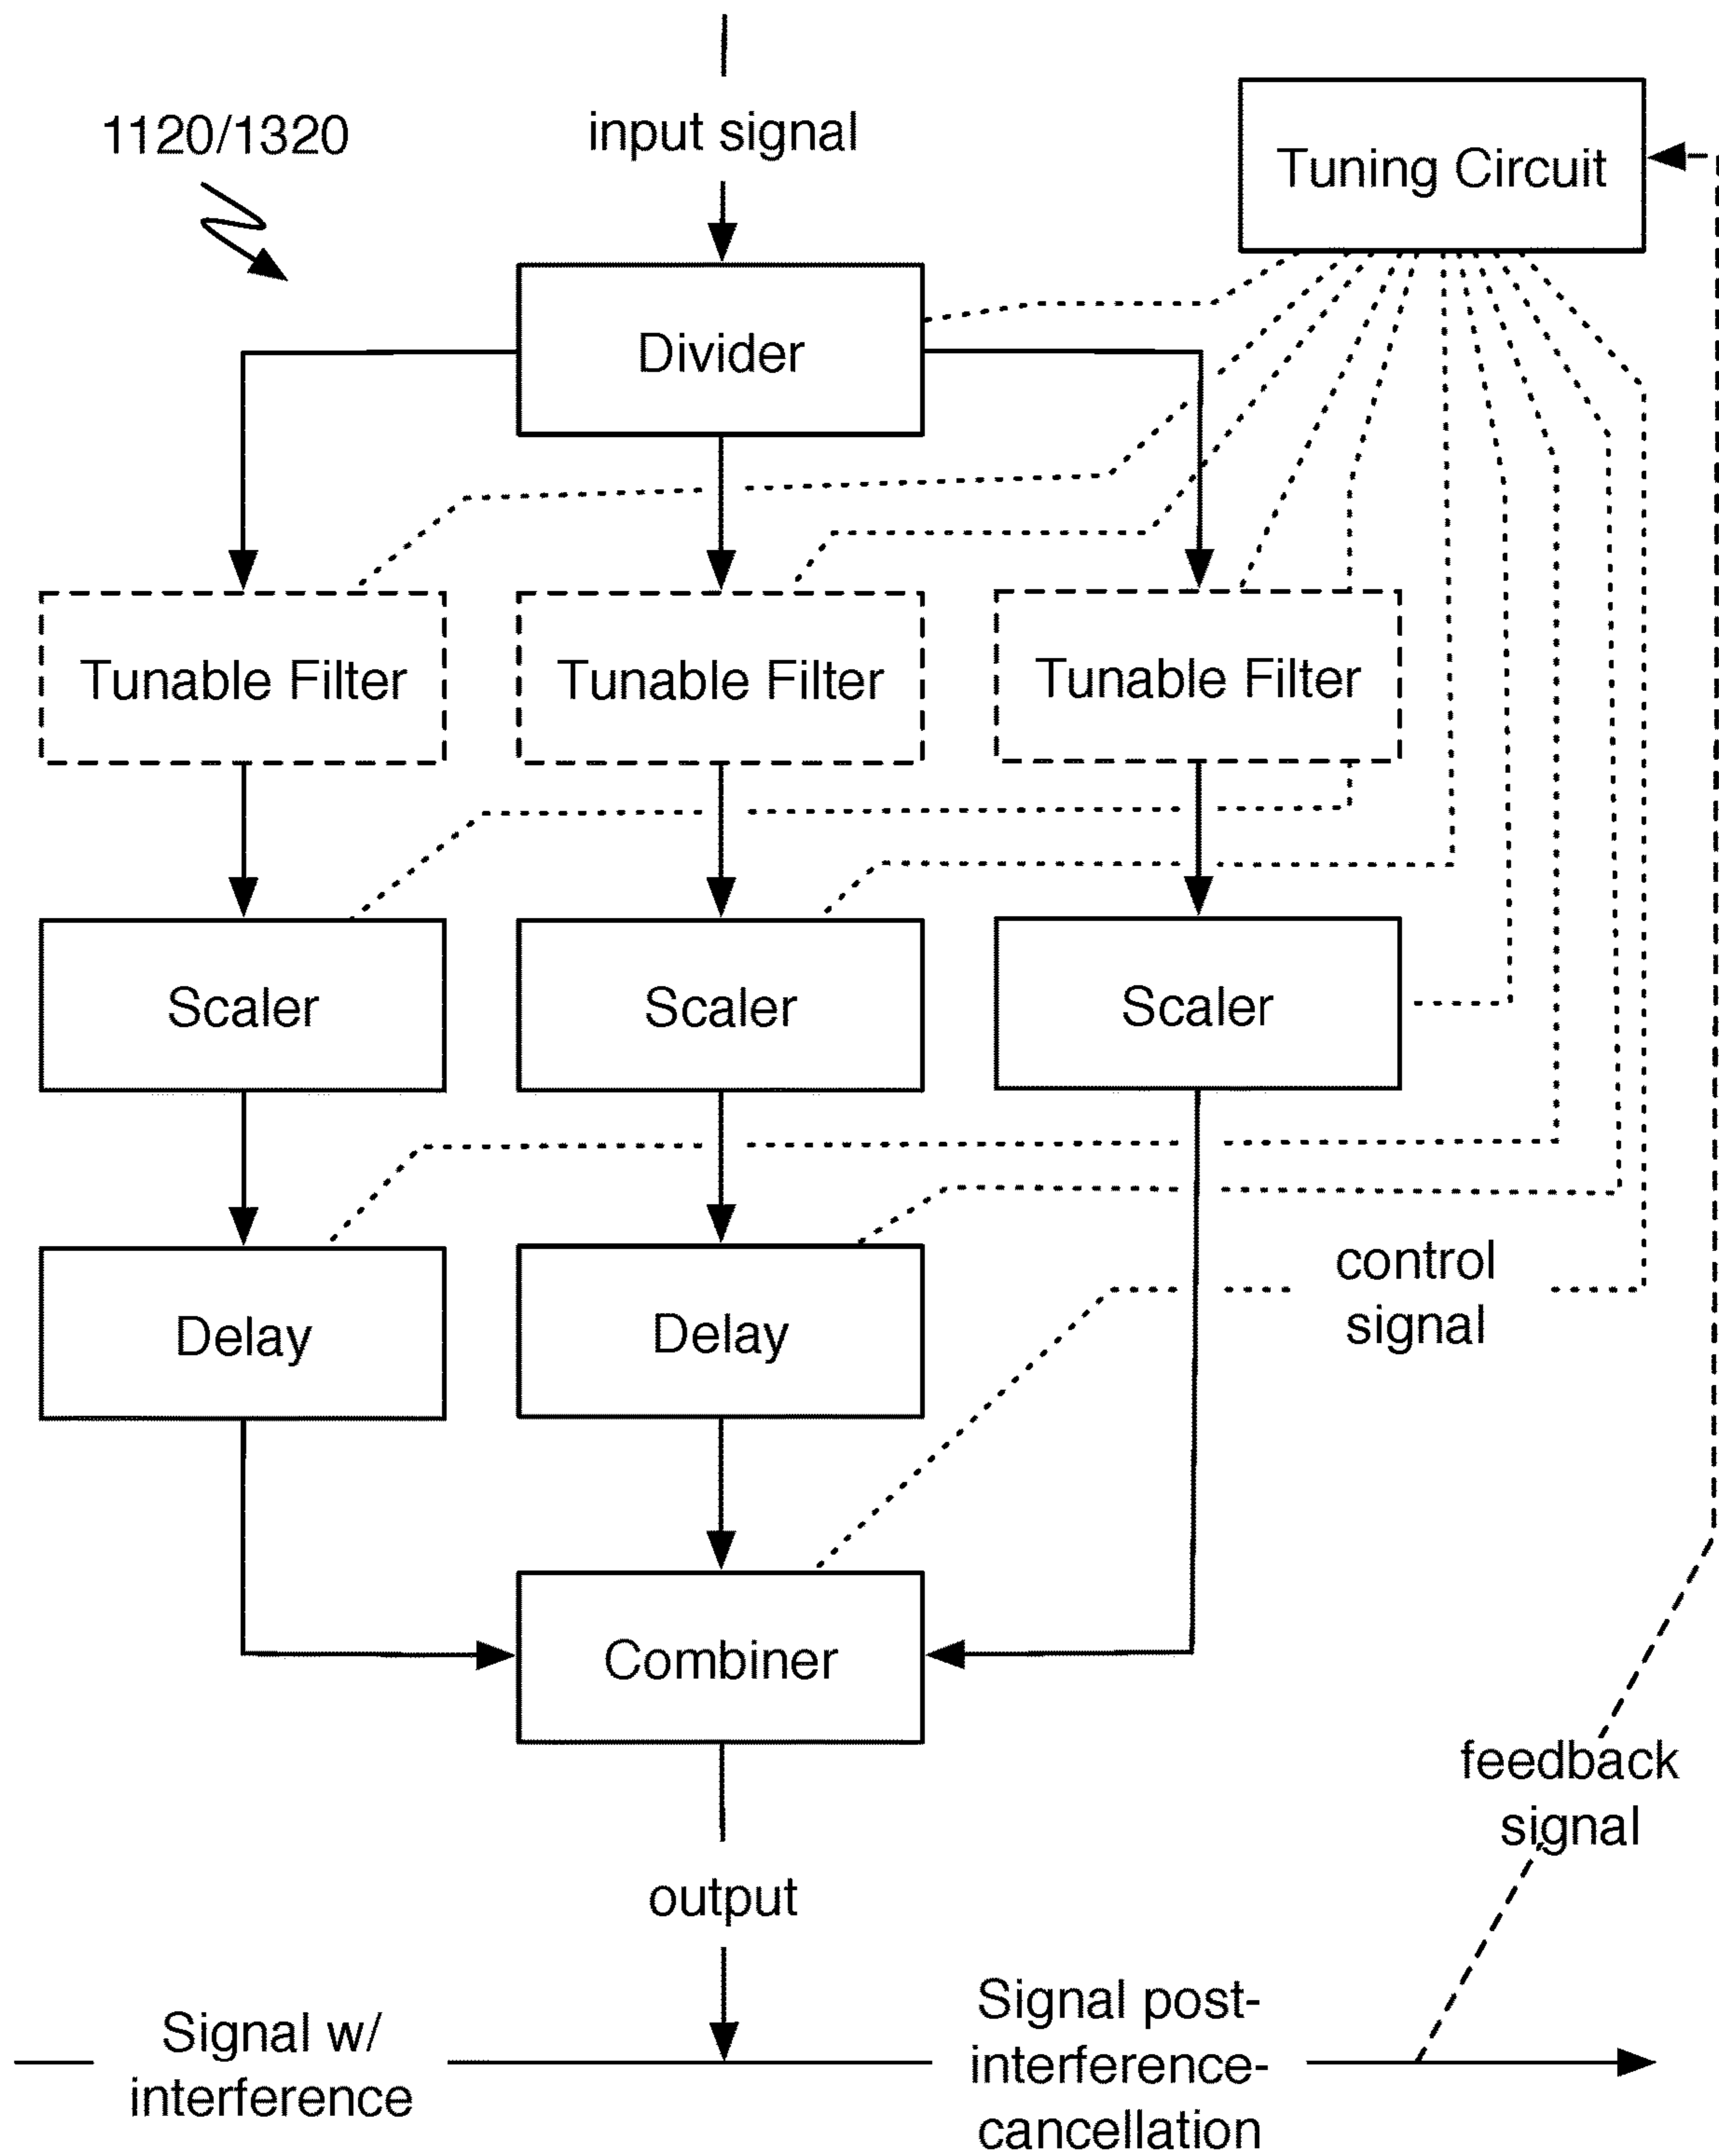 1120/1320
input signal
Tuning Circuit
Divider
Tunable Filter
Tunable Filter
Tunable Filter
Scaler
Scaler
Scaler
Delay
Delay
control
signal
Combiner
feedback
signal
output
Signal w/
interference
Signal post-
interference-
cancellation